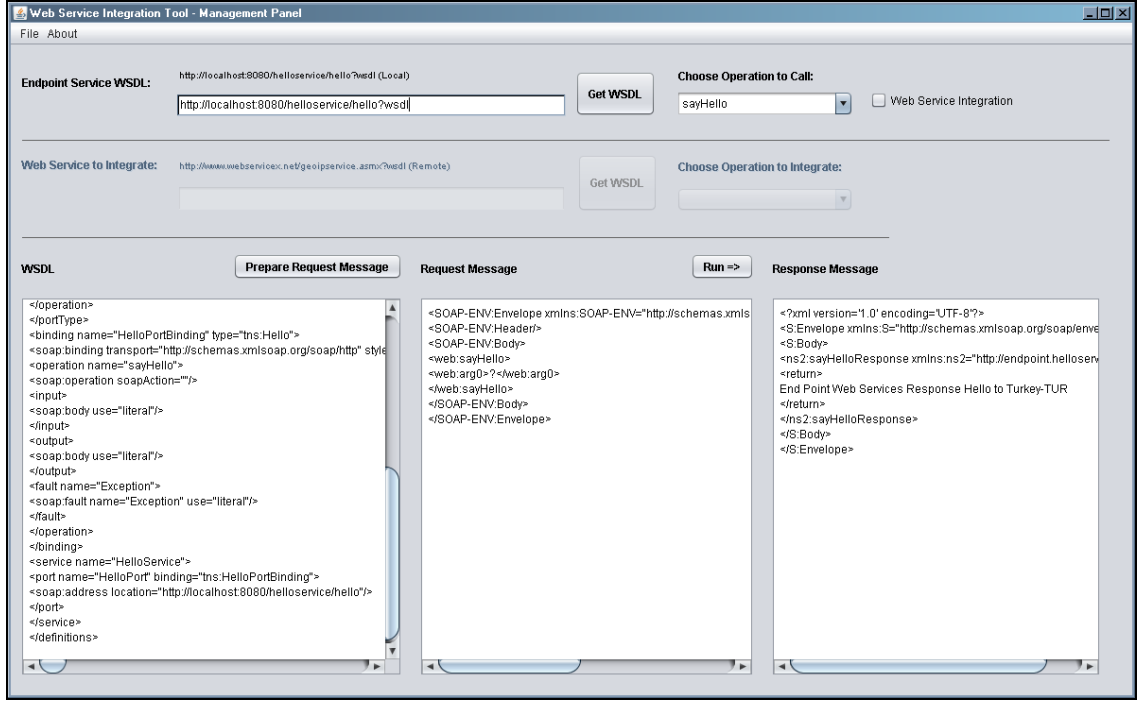 Web Service Integration Tool - Management Panel
File About
Endpoint Service WSDL:
http://localhost:8080/helloservice/hello?wsdl (Local)
http://localhost:8080/helloservice/hello?wsdl
Get WSDL
Choose Operation to Call:
sayHello
Web Service Integration
Web Service to Integrate:
http://www.webservicex.net/geoipservice.asmx?wsdl (Remote)
Get WSDL
Choose Operation to Integrate:
WSDL
Prepare Request Message
</operation>
</portType>
<binding name="HelloPortBinding" type="tns:Hello">
<soap:binding transport="http://schemas.xmlsoap.org/soap/http" style
<operation name="sayHello">
<soap:operation soapAction=""/>
<input>
<soap:body use="literal"/>
</input>
<output>
<soap:body use="literal"/>
</output>
<fault name="Exception">
<soap:fault name="Exception" use="literal"/>
</fault>
</operation>
</binding>
<service name="HelloService">
<port name="HelloPort" binding="tns:HelloPortBinding">
<soap:address location="http://localhost:8080/helloservice/hello"/>
</port>
</service>
</definitions>
Request Message
Run =>
<SOAP-ENV:Envelope xmlns:SOAP-ENV="http://schemas.xmls
<SOAP-ENV:Header/>
<SOAP-ENV:Body>
<web:sayHello>
<web:arg0>?</web:arg0>
</web:sayHello>
</SOAP-ENV:Body>
</SOAP-ENV:Envelope>
Response Message
<?xml version='1.0' encoding='UTF-8'?>
<S:Envelope xmlns:S="http://schemas.xmlsoap.org/soap/enve
<S:Body>
<ns2:sayHelloResponse xmlns:ns2="http://endpoint.helloserv
<return>
End Point Web Services Response Hello to Turkey-TUR
</return>
</ns2:sayHelloResponse>
</S:Body>
</S:Envelope>